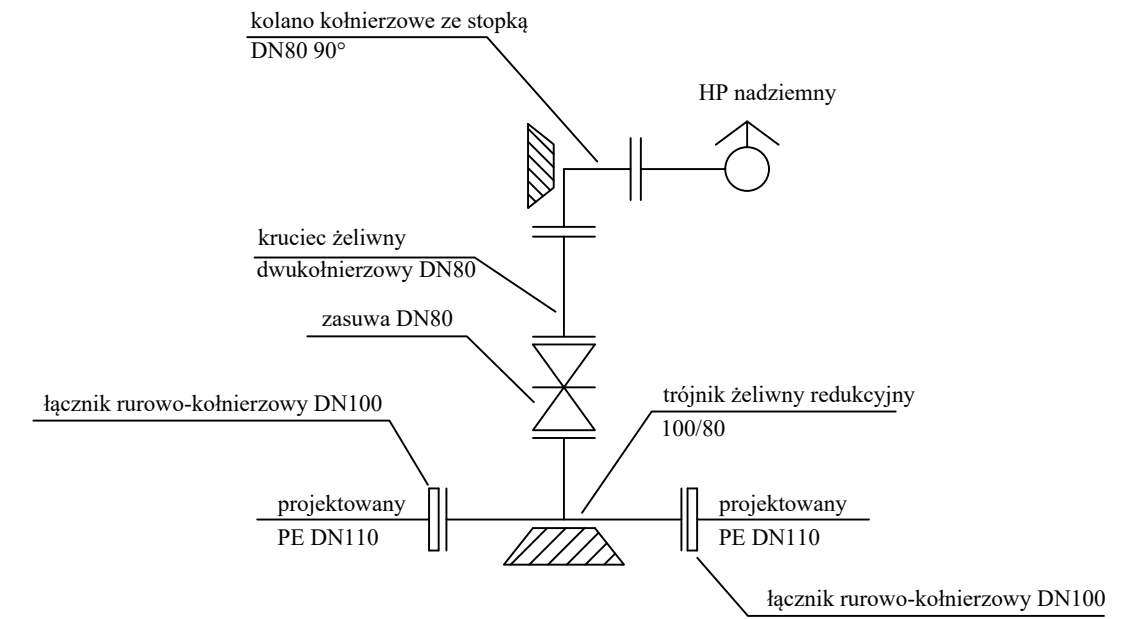 kolano kołnierzowe ze stopką
DN80 90°
HP nadziemny
kruciec żeliwny
dwukołnierzowy DN80
zasuwa DN80
łącznik rurowo-kołnierzowy DN100
trójnik żeliwny redukcyjny
100/80
projektowany
PE DN110
projektowany
PE DN110
łącznik rurowo-kołnierzowy DN100